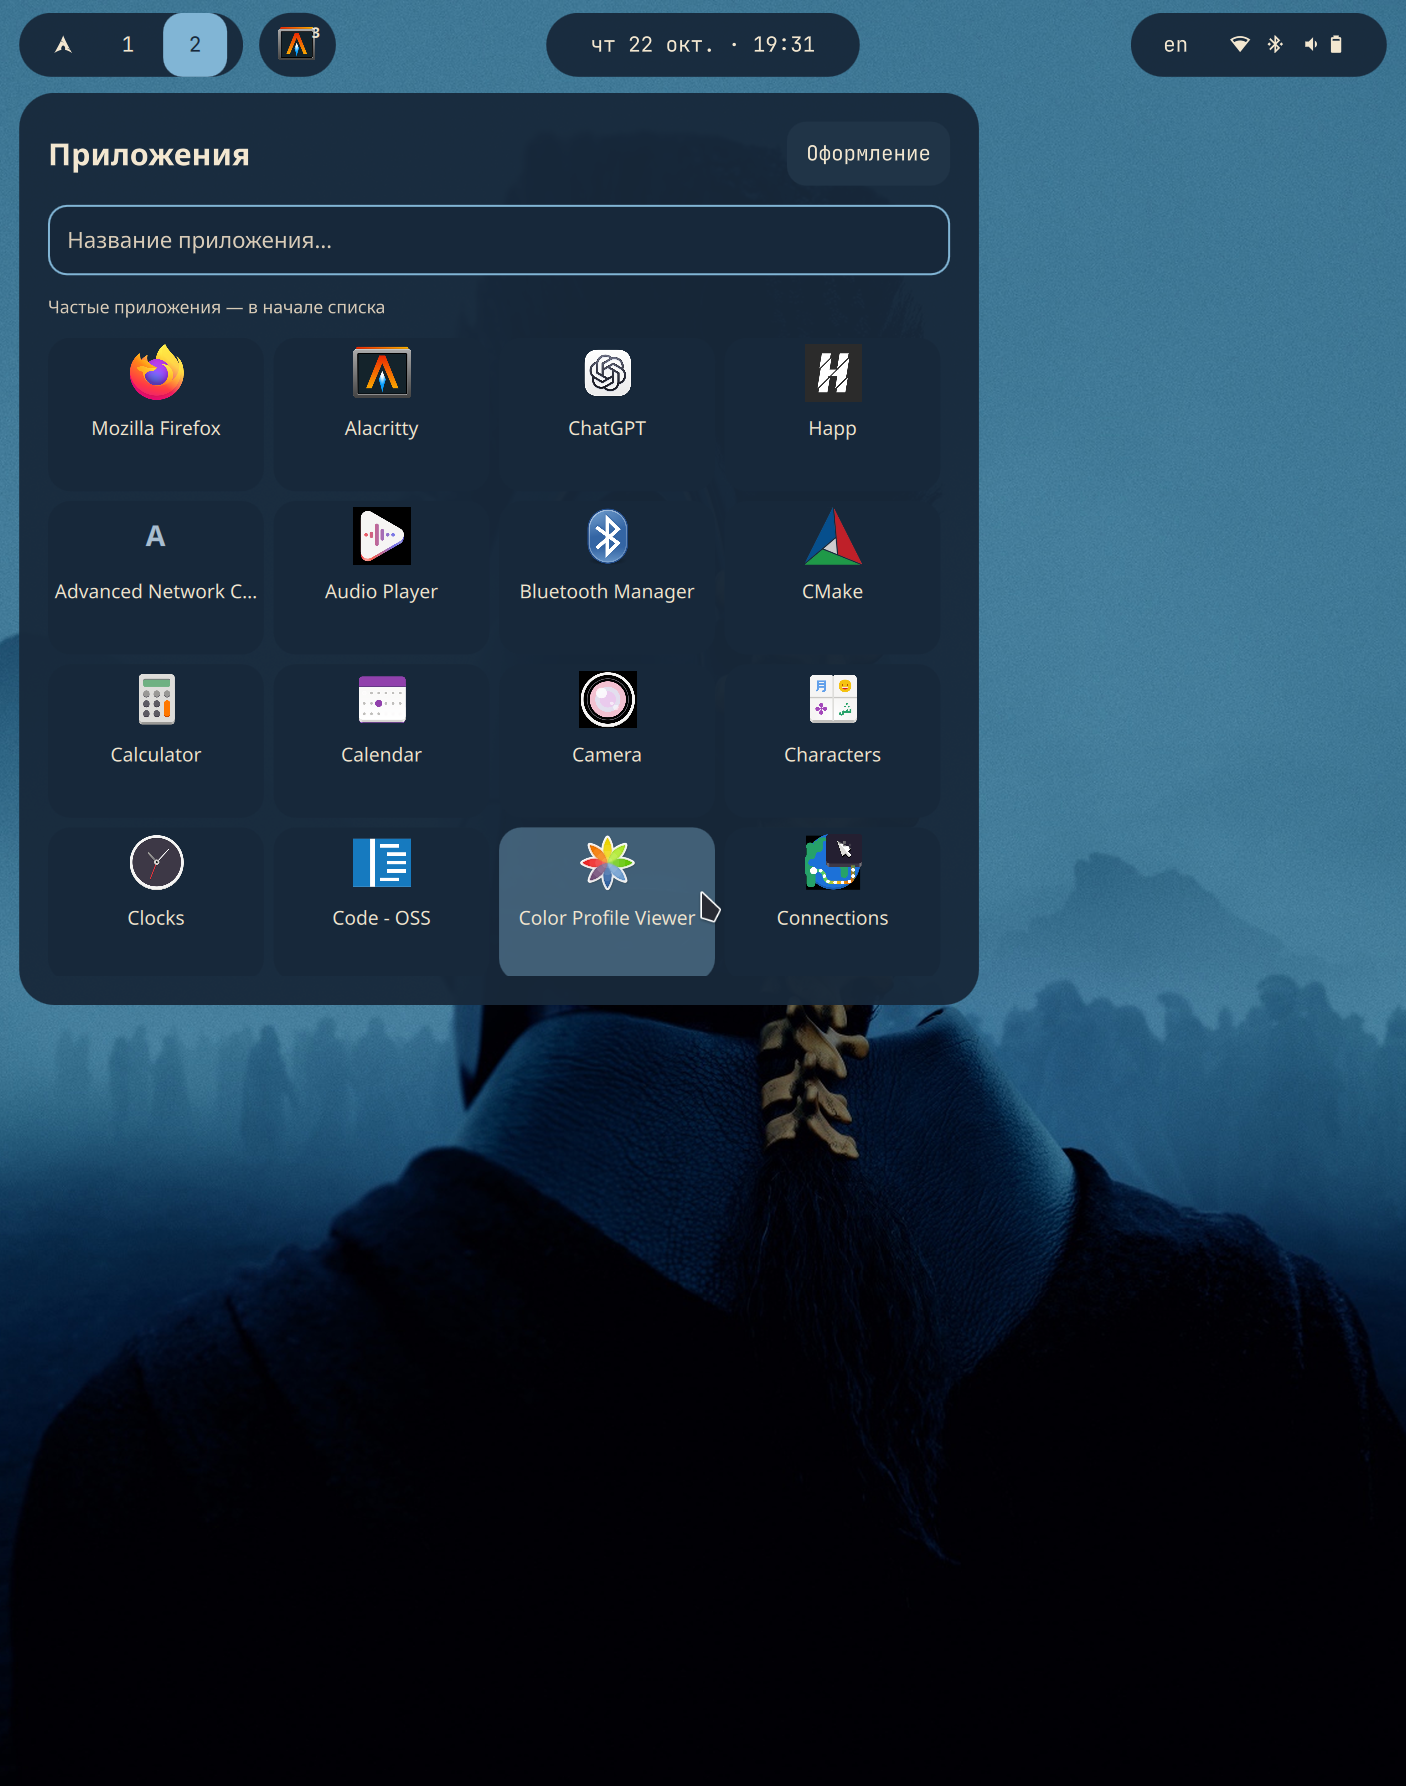 1 2 3
чт 22 окт. · 19:31
en
Приложения
Оформление
Название приложения...
Частые приложения — в начале списка
Mozilla Firefox
Alacritty
ChatGPT
Happ
A
Advanced Network C...
Audio Player
Bluetooth Manager
CMake
Calculator
Calendar
Camera
月
Characters
Clocks
Code - OSS
Color Profile Viewer
Connections